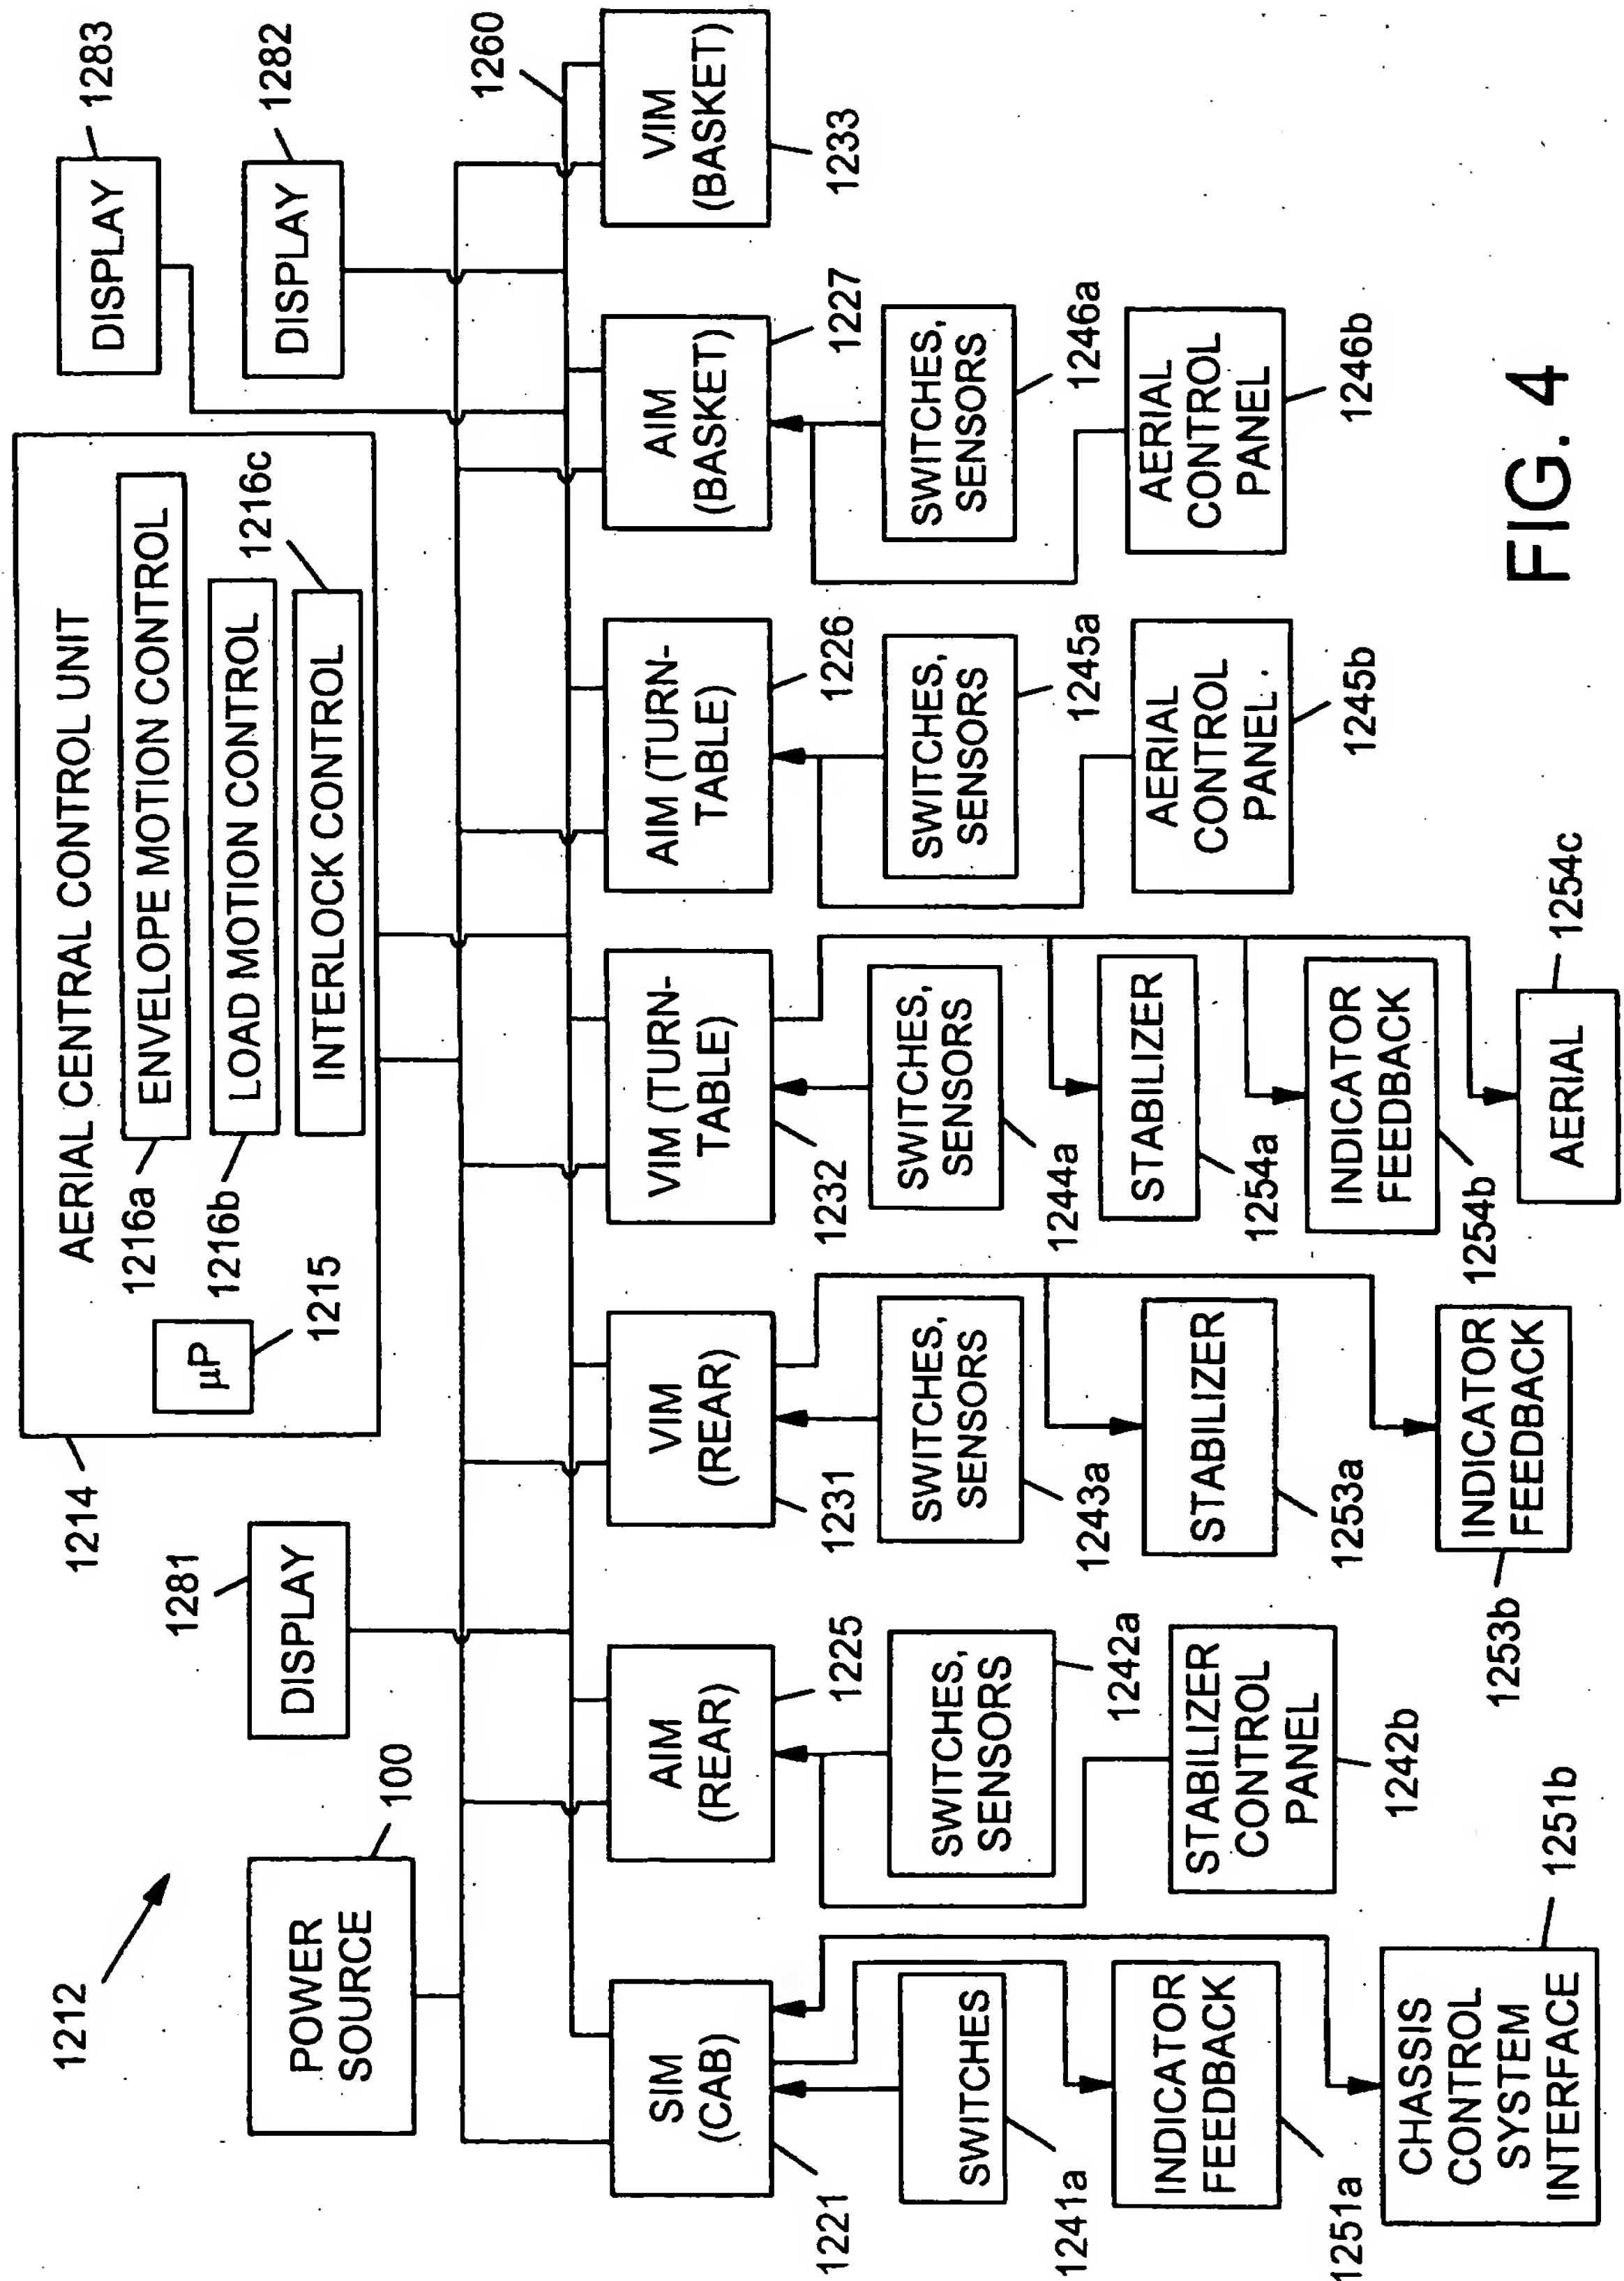 1212
POWER
SOURCE
100
DISPLAY
1281
1214
AERIAL CENTRAL CONTROL UNIT
µP
1215
ENVELOPE MOTION CONTROL
1216a
LOAD MOTION CONTROL
1216b
INTERLOCK CONTROL
1216c
DISPLAY
1283
DISPLAY
1282
1260
SIM
(CAB)
1221
AIM
(REAR)
1225
VIM
(REAR)
1231
VIM (TURN-
TABLE)
1232
AIM (TURN-
TABLE)
1226
AIM
(BASKET)
1227
VIM
(BASKET)
1233
SWITCHES
1241a
INDICATOR
FEEDBACK
1251a
CHASSIS
CONTROL
SYSTEM
INTERFACE
1251b
SWITCHES,
SENSORS
1242a
STABILIZER
CONTROL
PANEL
1242b
SWITCHES,
SENSORS
1243a
STABILIZER
1253a
INDICATOR
FEEDBACK
1253b
SWITCHES,
SENSORS
1244a
STABILIZER
1254a
INDICATOR
FEEDBACK
1254b
AERIAL
1254c
SWITCHES,
SENSORS
1245a
AERIAL
CONTROL
PANEL
1245b
SWITCHES,
SENSORS
1246a
AERIAL
CONTROL
PANEL
1246b
FIG. 4